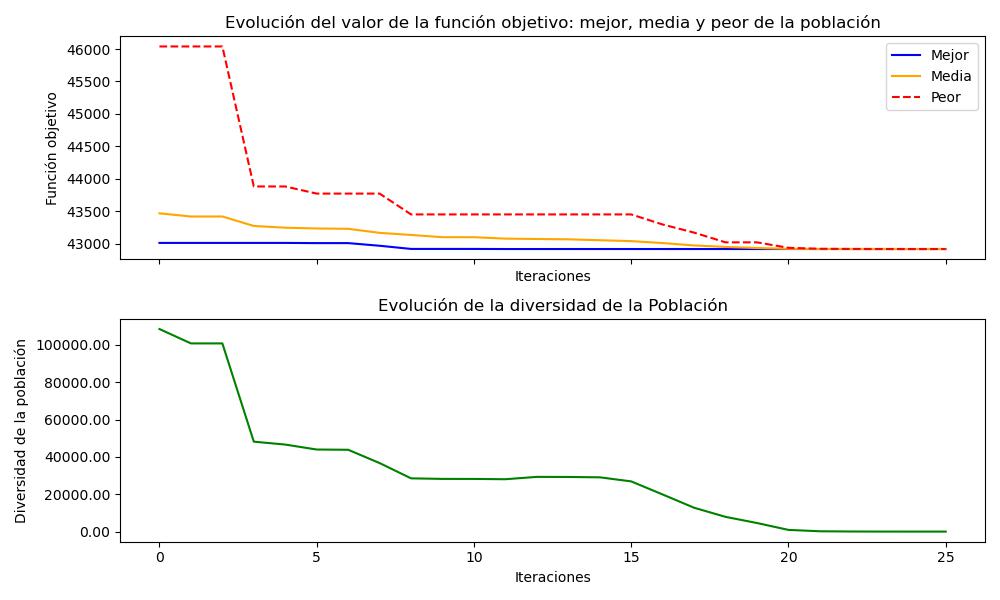 Evolución del valor de la función objetivo: mejor, media y peor de la población
46000
45500
45000
44500
44000
43500
43000
Función objetivo
Mejor
Media
Peor
Iteraciones
Evolución de la diversidad de la Población
100000.00
80000.00
60000.00
40000.00
20000.00
0.00
Diversidad de la población
0 5 10 15 20 25
Iteraciones